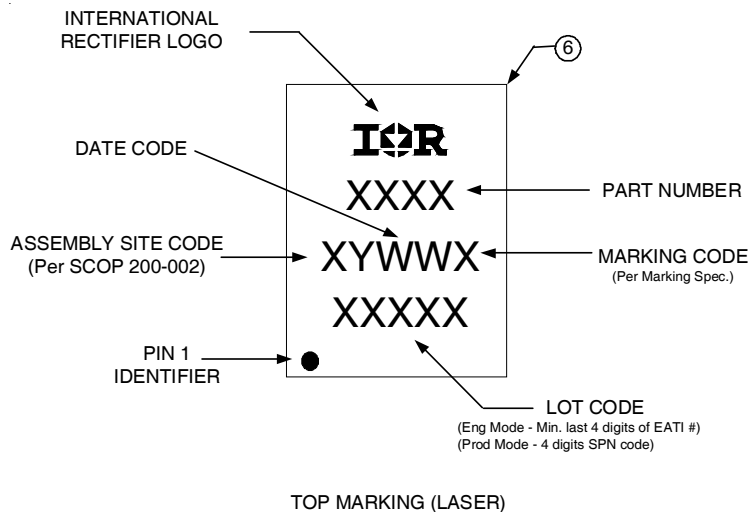 INTERNATIONAL
RECTIFIER LOGO
6
IOR
DATE CODE
XXXX
PART NUMBER
ASSEMBLY SITE CODE
(Per SCOP 200-002)
XYWWX
MARKING CODE
(Per Marking Spec.)
XXXXX
PIN 1
IDENTIFIER
LOT CODE
(Eng Mode - Min. last 4 digits of EATI #)
(Prod Mode - 4 digits SPN code)
TOP MARKING (LASER)